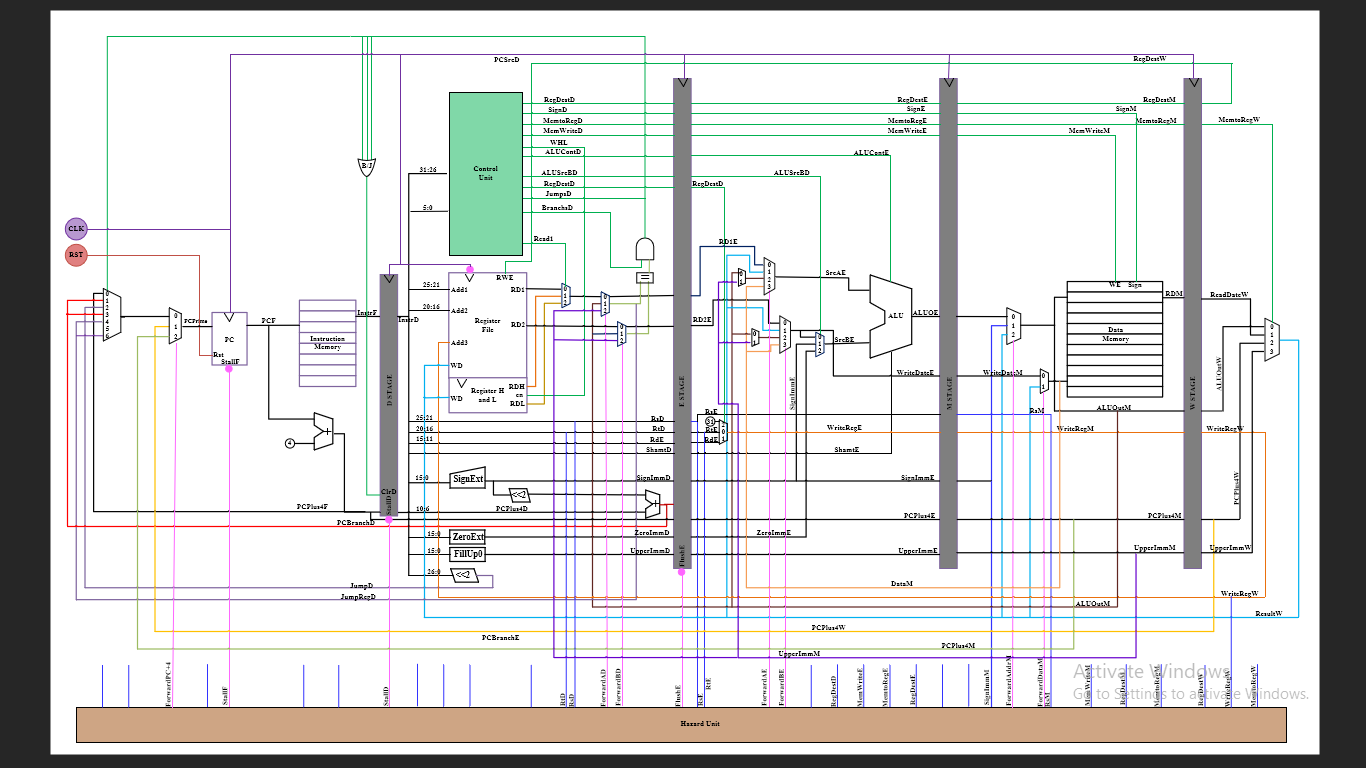 PCSrcD
RegDestW
RegDestD
RegDestE
RegDestM
SignD
SignE
SignM
MemtoRegD
MemtoRegE
MemtoRegM
MemtoRegW
MemWriteD
MemWriteE
MemWriteM
WHL
ALUContD
ALUContE
B/J
Control
Unit
31:26
ALUSrcBD
ALUSrcBD
RegDestD
RegDestD
JumpsD
5:0
BranchsD
CLK
RST
Read1
RD1E
RWE
25:21
Add1
RD1
SrcAE
WE
Sign
RDM
ReadDateW
20:16
Add2
PCPrime
PCF
InstrF
InstrD
Register
File
RD2
RD2E
ALU
ALUOE
Instruction
Memory
PC
Data
Memory
Rst
StallF
Add3
SrcBE
WD
WriteDateE
WriteDateM
Register H
and L
RDH
en
RDL
WD
D STAGE
E STAGE
M STAGE
W STAGE
SignImmE
ALUOutW
ALUOutM
25:21
RsD
RsE
RsM
31
20:16
RtD
RtE
WriteRegE
WriteRegM
WriteRegW
15:11
RdE
RdE
4
ShamtD
ShamtE
15:0
SignExt
SignImmD
SignImmE
<<2
ClrD
StallD
PCPlus4W
PCPlus4F
10:6
PCPlus4D
PCPlus4E
PCPlus4M
PCBranchD
15:0
ZeroExt
ZeroImmD
ZeroImmE
15:0
FillUp0
UpperImmD
UpperImmE
UpperImmM
UpperImmW
FlushE
26:0
<<2
JumpD
DataM
JumpRegD
WriteRegW
ALUOutM
ResultW
PCPlus4W
PCBranchE
PCPlus4M
UpperImmM
ForwardPC+4
StallF
StallD
RtD
RsD
ForwardAD
ForwardBD
FlushE
RsE
RtE
ForwardAE
ForwardBE
RegDestD
MemWriteE
MemtoRegE
RegDestE
SignImmM
ForwardAddrM
ForwardDataM
RsM
MemWriteM
RegDestM
MemtoRegM
RegDestW
WriteRegW
MemtoRegW
Activate Windows
Go to Settings to activate Windows.
Hazard Unit